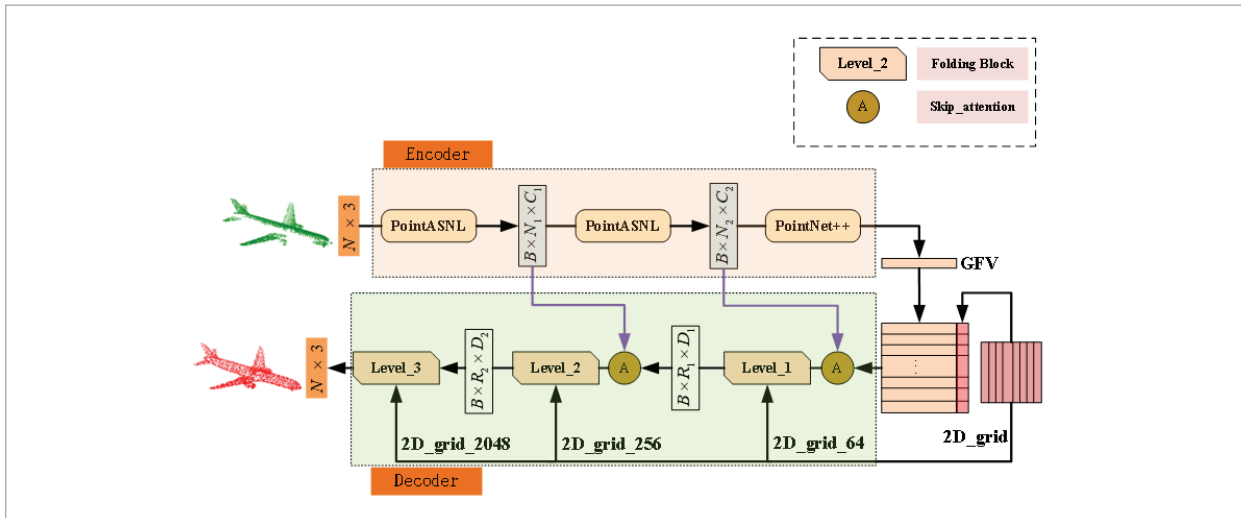 Level_2
Folding Block
A
Skip_attention
Encoder
N × 3
PointASNL
B × N₁ × C₁
PointASNL
B × N₂ × C₂
PointNet++
GFV
N × 3
Level_3
B × R₂ × D₂
Level_2
A
B × R₁ × D₁
Level_1
A
2D_grid_2048
2D_grid_256
2D_grid_64
2D_grid
Decoder